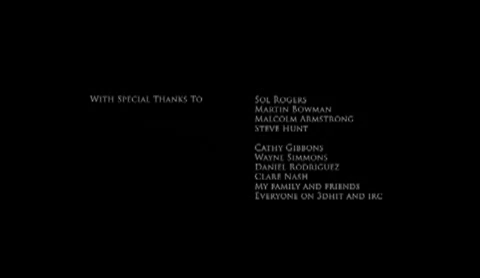 With Special Thanks To
Sol Rogers
Martin Bowman
Malcolm Armstrong
Steve Hunt
Cathy Gibbons
Wayne Simmons
Daniel Rodriguez
Clare Nash
My family and friends
Everyone on 3dhit and irc